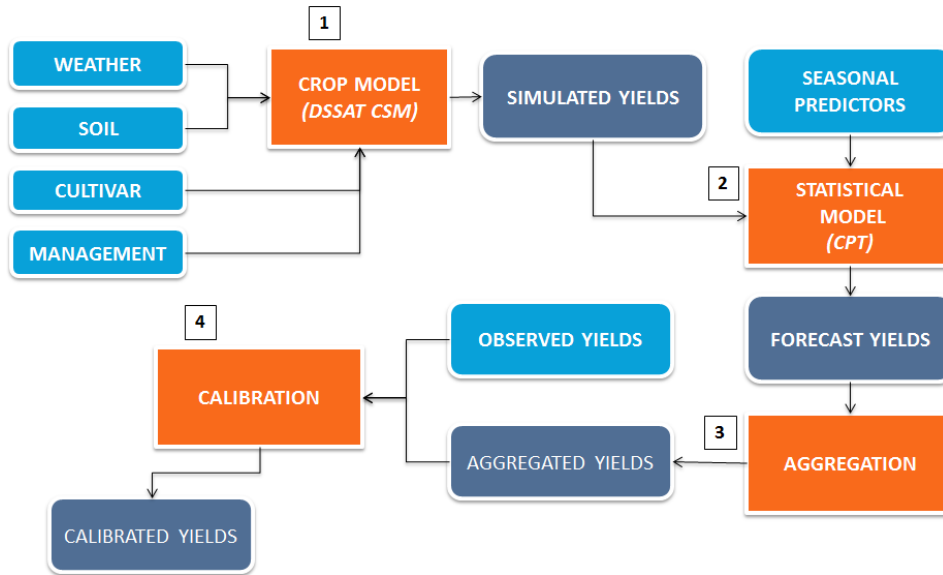 1
WEATHER
SOIL
CULTIVAR
MANAGEMENT
CROP MODEL
(DSSAT CSM)
SIMULATED YIELDS
SEASONAL
PREDICTORS
2
STATISTICAL
MODEL
(CPT)
FORECAST YIELDS
3
AGGREGATION
OBSERVED YIELDS
AGGREGATED YIELDS
4
CALIBRATION
CALIBRATED YIELDS